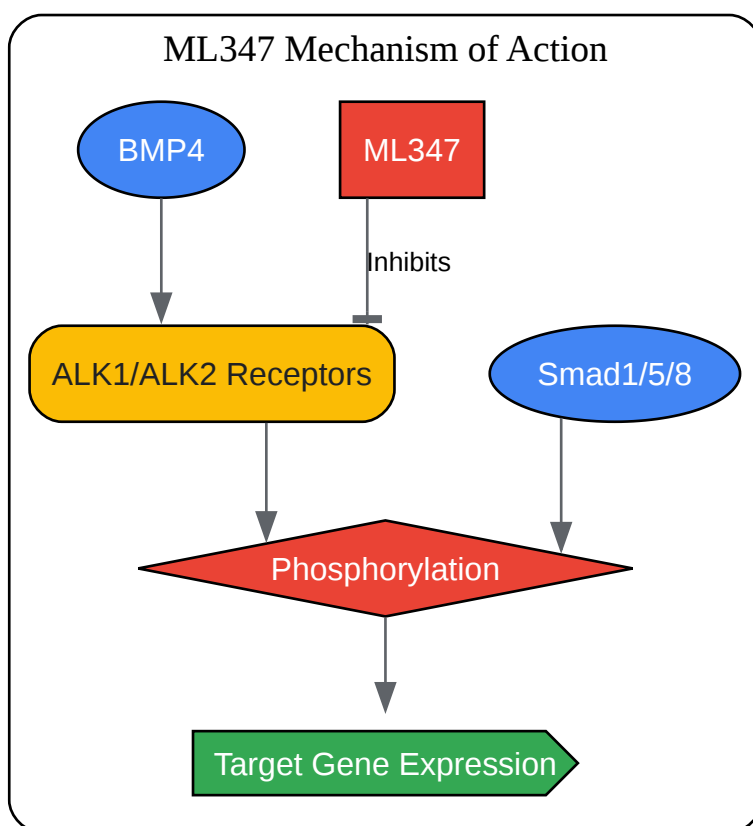 ML347 Mechanism of Action
BMP4
ML347
Inhibits
ALK1/ALK2 Receptors
Smad1/5/8
Phosphorylation
Target Gene Expression